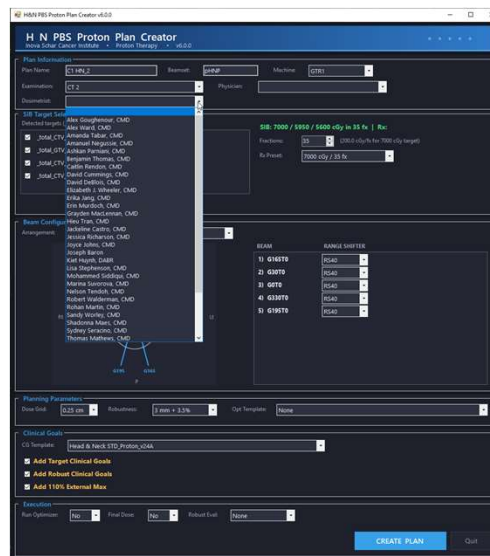 H&N PBS Proton Plan Creator v6.0.0
H N PBS Proton Plan Creator
Inova Schar Cancer Institute • Proton Therapy • v6.0.0
Plan Information
Plan Name: C1 HN_2 Beamset: pHNP Machine: GTR1
Examination: CT 2 Physician:
Dosimetrist:
SIB Target Sele
Detected targets
_total_CTV
_total_GTV
_total_CTV
_total_CTV
Alex Goughenour, CMD
Alex Ward, CMD
Amanda Tabar, CMD
Amanuel Negussie, CMD
Ashkan Parniani, CMD
Benjamin Thomas, CMD
Caitlin Rendon, CMD
David Cummings, CMD
David DeBlois, CMD
Elizabeth J. Wheeler, CMD
Erika Jang, CMD
Erin Murdoch, CMD
Grayden MacLennan, CMD
Hieu Tran, CMD
Jackeline Castro, CMD
Jessica Richarson, CMD
Joyce Johns, CMD
Joseph Baron
Kiet Huynh, DABR
Lisa Stephenson, CMD
Mohammed Siddiqui, CMD
Marina Suvorova, CMD
Nelson Tendoh, CMD
Robert Walderman, CMD
Rohan Martin, CMD
Sandy Worley, CMD
Shadonna Maes, CMD
Sydney Seracino, CMD
Thomas Mathews, CMD
SIB: 7000 / 5950 / 5600 cGy in 35 fx | Rx:
Fractions: 35 (200.0 cGy/fx for 7000 cGy target)
Rx Preset: 7000 cGy / 35 fx
Beam Configur
Arrangement:
G195 G165
P
BEAM RANGE SHIFTER
1) G165T0 RS40
2) G30T0 RS40
3) G0T0 RS40
4) G330T0 RS40
5) G195T0 RS40
Planning Parameters
Dose Grid: 0.25 cm Robustness: 3 mm + 3.5% Opt Template: None
Clinical Goals
CG Template: Head & Neck STD_Proton_v24A
Add Target Clinical Goals
Add Robust Clinical Goals
Add 110% External Max
Execution
Run Optimizer: No Final Dose: No Robust Eval: None
CREATE PLAN Quit